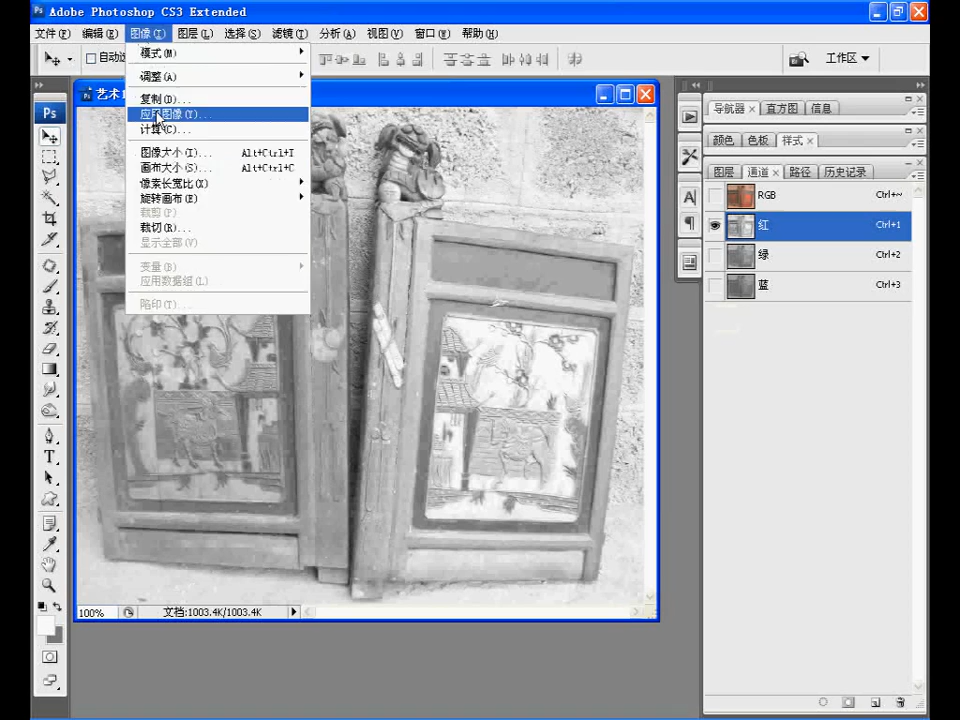 Adobe Photoshop CS3 Extended
文件(F) 编辑(E) 图像(I) 图层(L) 选择(S) 滤镜(T) 分析(A) 视图(V) 窗口(W) 帮助(H)
自动 工作区
模式(M)
调整(A)
复制(D)...
应用图像(Y)...
计算(C)...
图像大小(I)... Alt+Ctrl+I
画布大小(S)... Alt+Ctrl+C
像素长宽比(X)
旋转画布(E)
裁剪(P)
裁切(R)...
显示全部(V)
变量(B)
应用数据组(L)
陷印(T)...
Ps
艺术
100% 文档:1003.4K/1003.4K
导航器 × 直方图 信息
颜色 色板 样式 ×
图层 通道 × 路径 历史记录
RGB Ctrl+~
红 Ctrl+1
绿 Ctrl+2
蓝 Ctrl+3